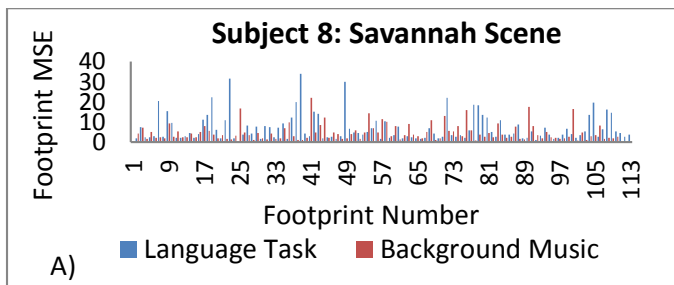 Subject 8: Savannah Scene
Footprint MSE
40
30
20
10
0
1 9 17 25 33 41 49 57 65 73 81 89 97 105 113
Footprint Number
Language Task Background Music
A)